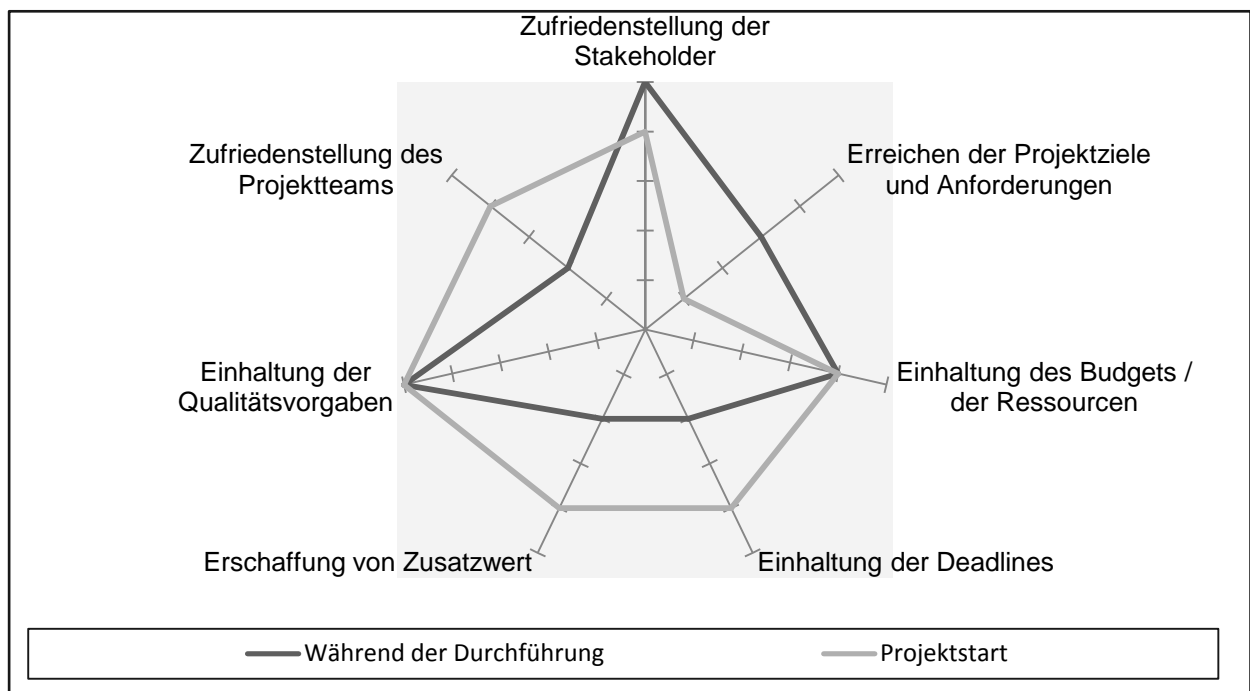 Zufriedenstellung der
Stakeholder
Erreichen der Projektziele
und Anforderungen
Einhaltung des Budgets /
der Ressourcen
Einhaltung der Deadlines
Erschaffung von Zusatzwert
Einhaltung der
Qualitätsvorgaben
Zufriedenstellung des
Projektteams
Während der Durchführung
Projektstart